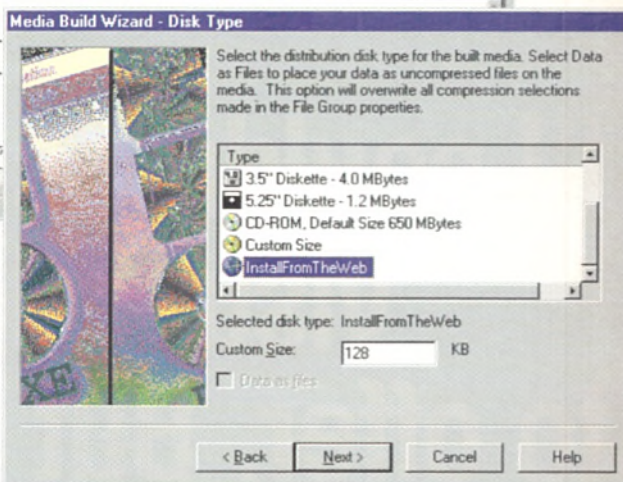 Media Build Wizard - Disk Type
Select the distribution disk type for the built media. Select Data
as Files to place your data as uncompressed files on the
media. This option will overwrite all compression selections
made in the File Group properties.
Type
3.5" Diskette - 4.0 MBytes
5.25" Diskette - 1.2 MBytes
CD-ROM, Default Size 650 MBytes
Custom Size
InstallFromTheWeb
Selected disk type: InstallFromTheWeb
Custom Size: 128 KB
Data as files
< Back Next > Cancel Help